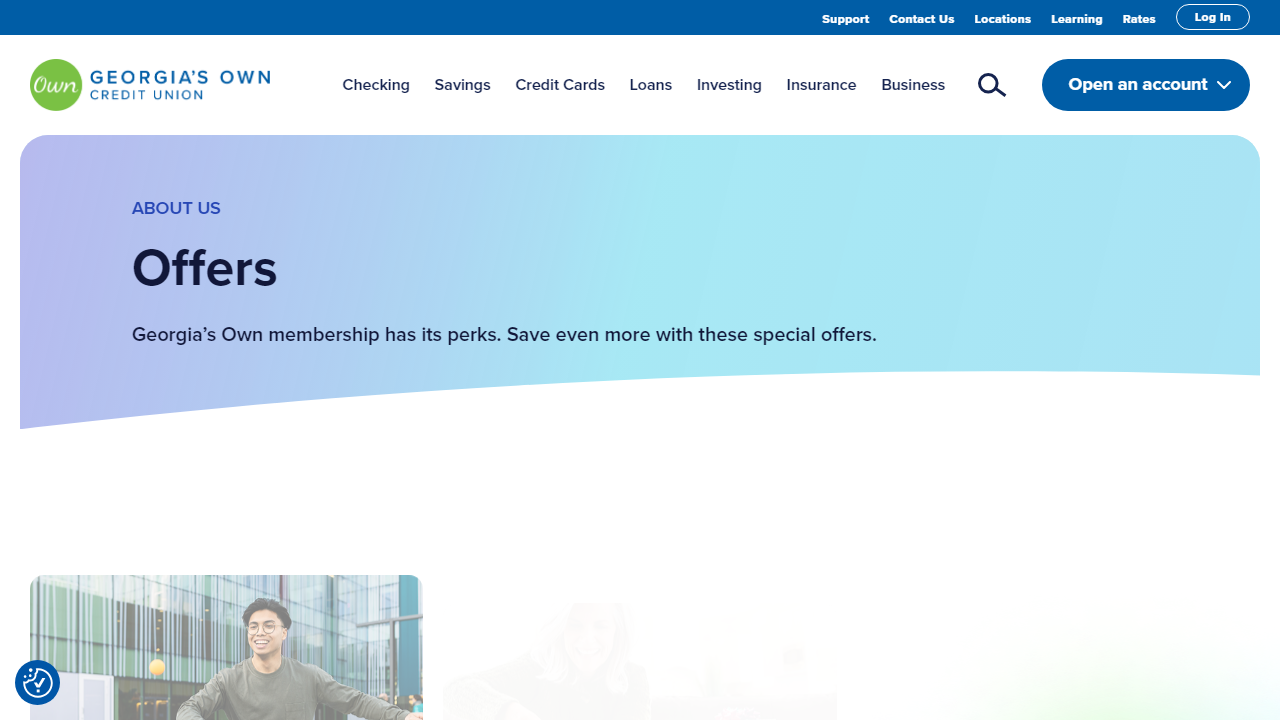 Support Contact Us Locations Learning Rates Log In
Own GEORGIA'S OWN
CREDIT UNION
Checking Savings Credit Cards Loans Investing Insurance Business Open an account
ABOUT US
Offers
Georgia’s Own membership has its perks. Save even more with these special offers.